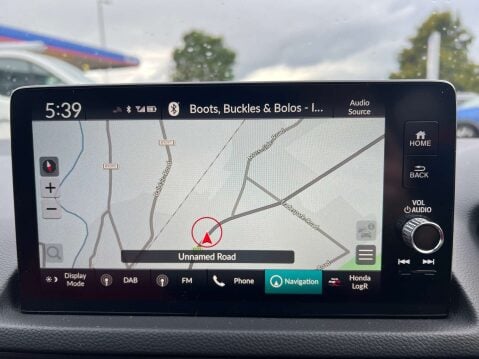 5:39
Boots, Buckles & Bolos - I...
Audio
Source
HOME
BACK
VOL
AUDIO
+
−
Unnamed Road
Display
Mode
DAB
FM
Phone
Navigation
Honda
LogR